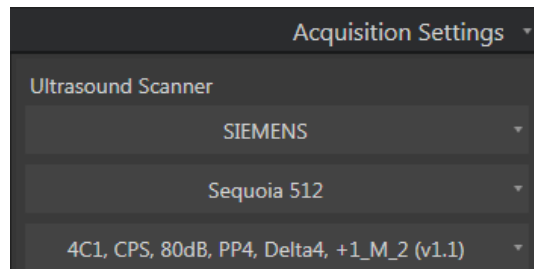 Acquisition Settings
Ultrasound Scanner
SIEMENS
Sequoia 512
4C1, CPS, 80dB, PP4, Delta4, +1_M_2 (v1.1)